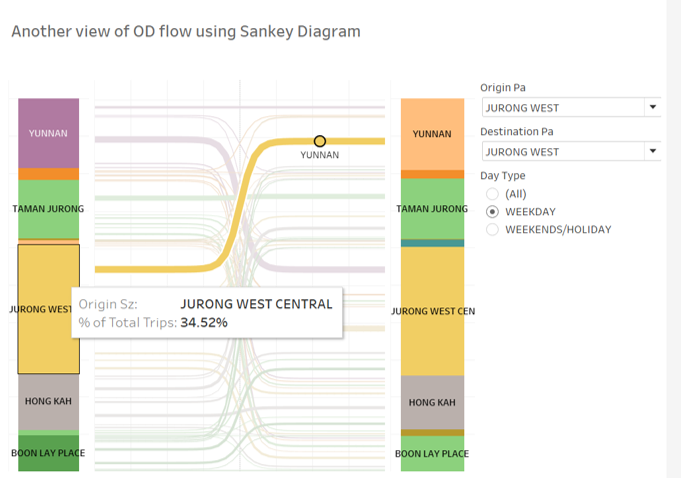 Another view of OD flow using Sankey Diagram
Origin Pa
JURONG WEST
Destination Pa
JURONG WEST
Day Type
(All)
WEEKDAY
WEEKENDS/HOLIDAY
YUNNAN
TAMAN JURONG
JURONG WEST
HONG KAH
BOON LAY PLACE
YUNNAN
Origin Sz: JURONG WEST CENTRAL
% of Total Trips: 34.52%
YUNNAN
TAMAN JURONG
JURONG WEST CEN
HONG KAH
BOON LAY PLACE